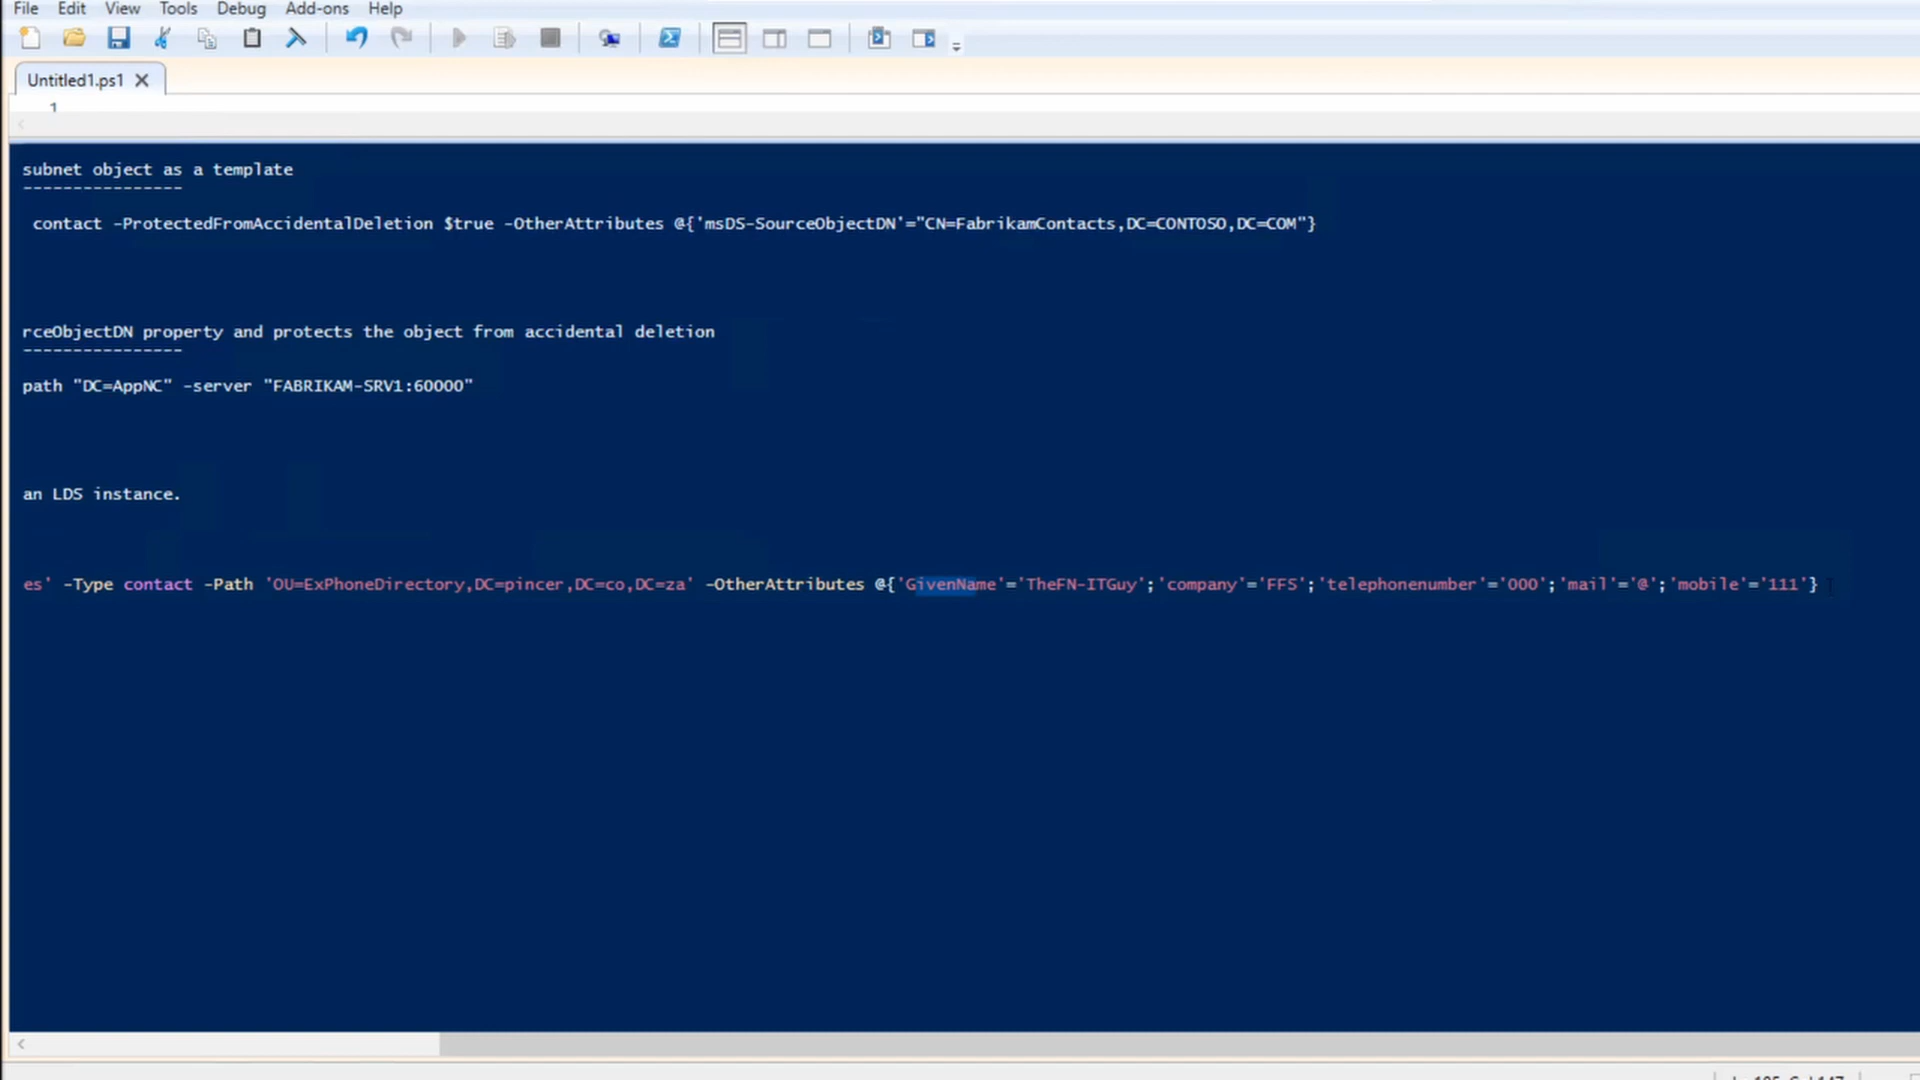 File Edit View Tools Debug Add-ons Help
Untitled1.ps1
1
subnet object as a template
----------------
contact -ProtectedFromAccidentalDeletion $true -OtherAttributes @{'msDS-SourceObjectDN'="CN=FabrikamContacts,DC=CONTOSO,DC=COM"}
rceObjectDN property and protects the object from accidental deletion
----------------
path "DC=AppNC" -server "FABRIKAM-SRV1:60000"
an LDS instance.
es' -Type contact -Path 'OU=ExPhoneDirectory,DC=pincer,DC=co,DC=za' -OtherAttributes @{'GivenName'='TheFN-ITGuy';'company'='FFS';'telephonenumber'='000';'mail'='@';'mobile'='111'}